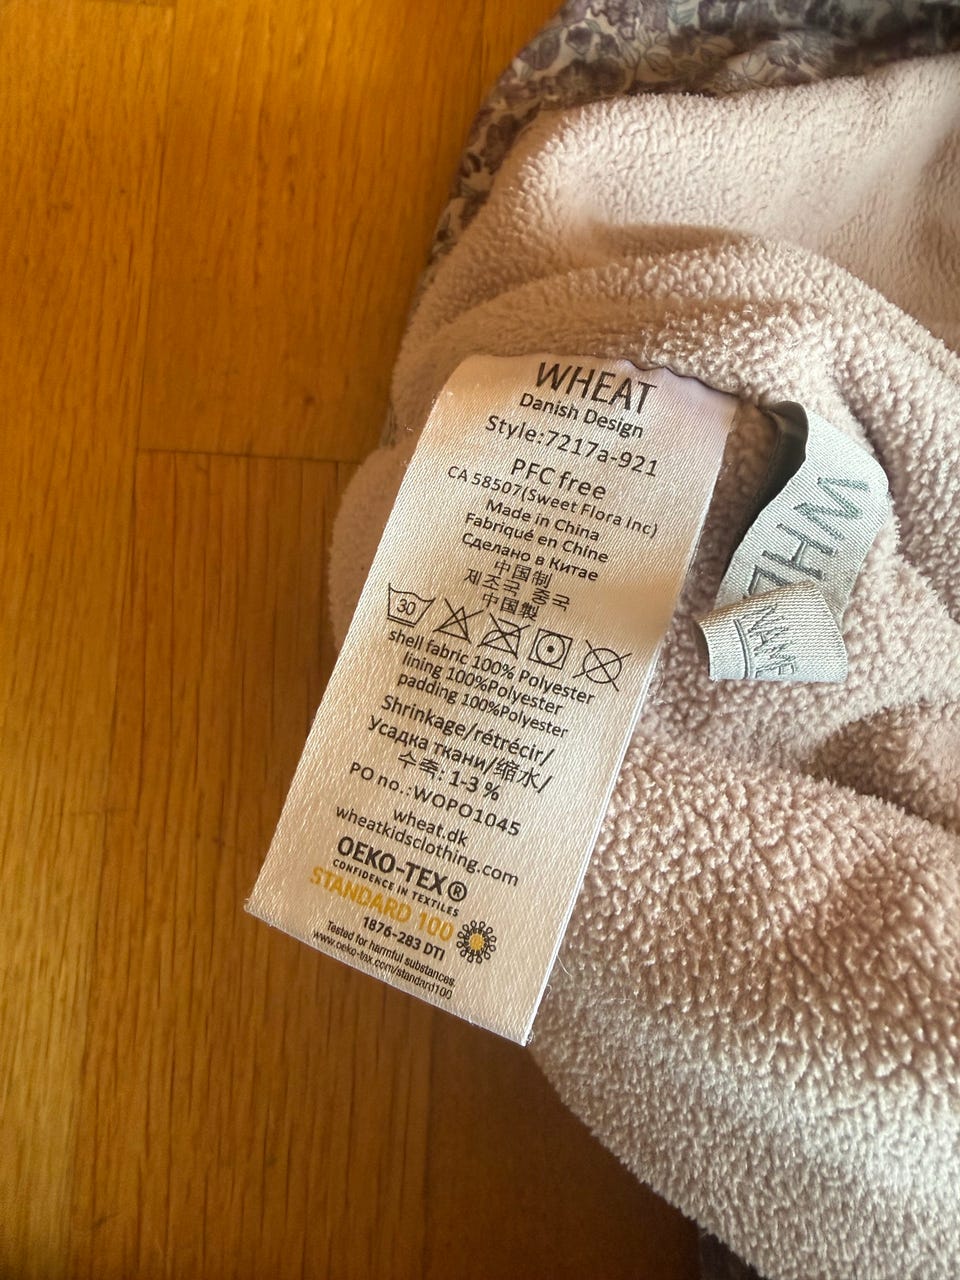 WHEAT
Danish Design
Style:7217a-921
PFC free
CA 58507(Sweet Flora Inc)
Made in China
Fabriqué en Chine
Сделано в Китае
中国制
제조국 중국
中国製
30
shell fabric 100% Polyester
lining 100%Polyester
padding 100%Polyester
Shrinkage/rétrécir/
Усадка ткани/缩水/
수축: 1-3 %
PO no.:WOPO1045
wheat.dk
wheatkidsclothing.com
OEKO-TEX®
CONFIDENCE IN TEXTILES
STANDARD 100
1876-283 DTI
Tested for harmful substances.
www.oeko-tex.com/standard100
WHE
NAME